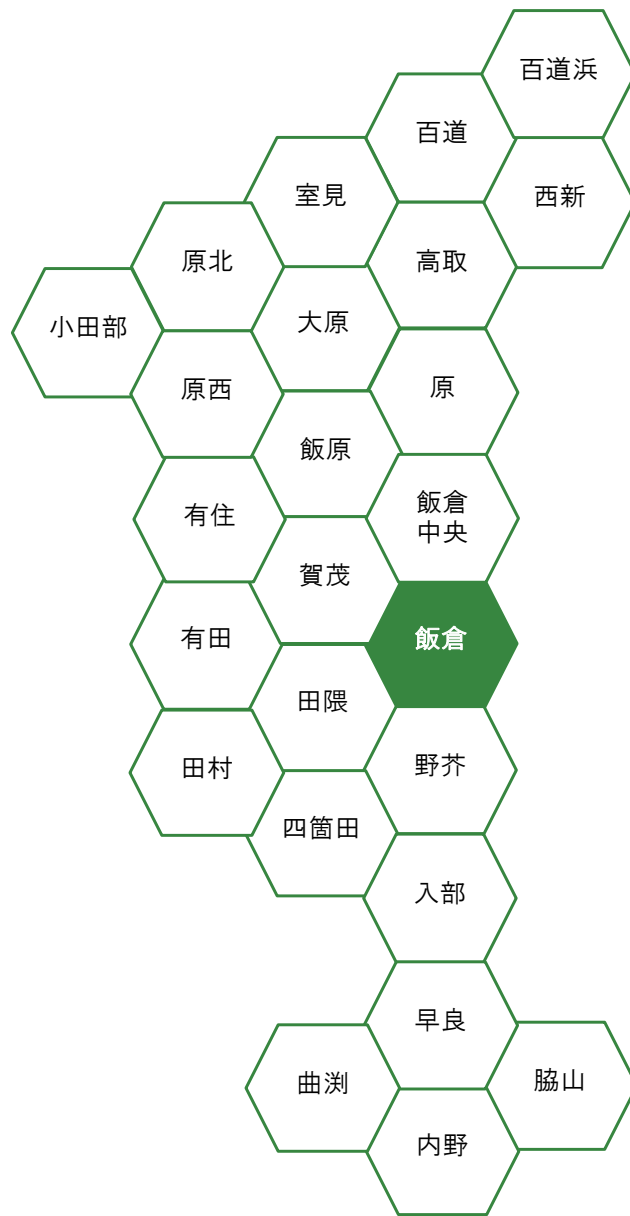 百道浜
百道
室見
西新
原北
高取
小田部
大原
原西
原
飯原
有住
飯倉
中央
賀茂
有田
飯倉
田隈
田村
野芥
四箇田
入部
早良
曲渕
脇山
内野